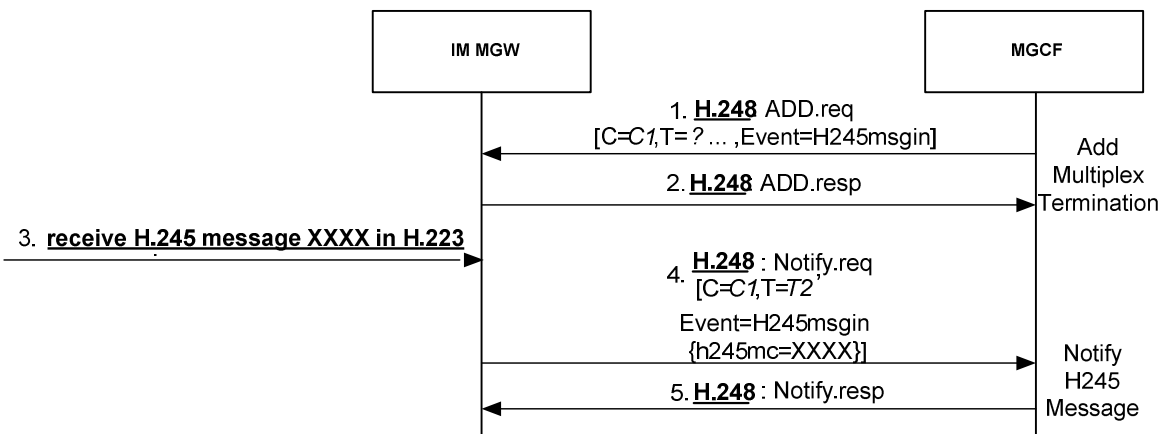 IM MGW
MGCF
1. H.248: ADD.req
[C=C1,T= ? ... ,Event=H245msgin]
Add
Multiplex
Termination
2. H.248: ADD.resp
3. receive H.245 message XXXX in H.223
4. H.248 : Notify.req
[C=C1,T=T2 ,
Event=H245msgin
{h245mc=XXXX}]
Notify
H245
Message
5. H.248 : Notify.resp